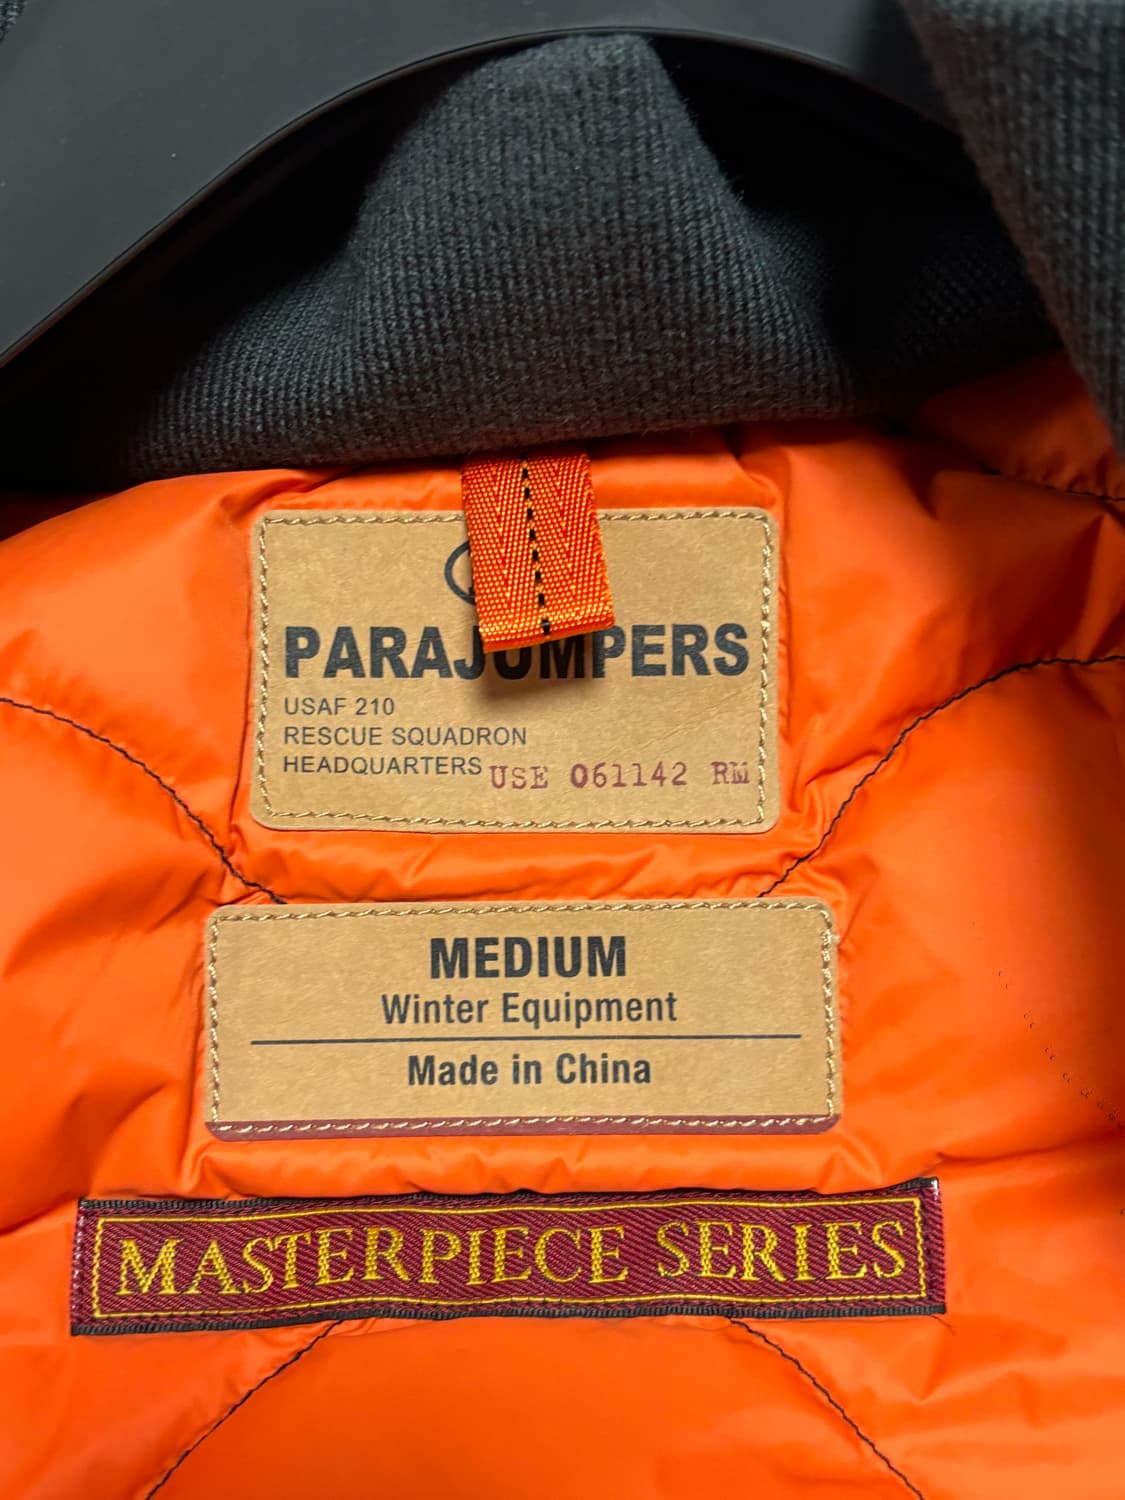 PARAJUMPERS
USAF 210
RESCUE SQUADRON
HEADQUARTERS USE 061142 RM
MEDIUM
Winter Equipment
Made in China
MASTERPIECE SERIES